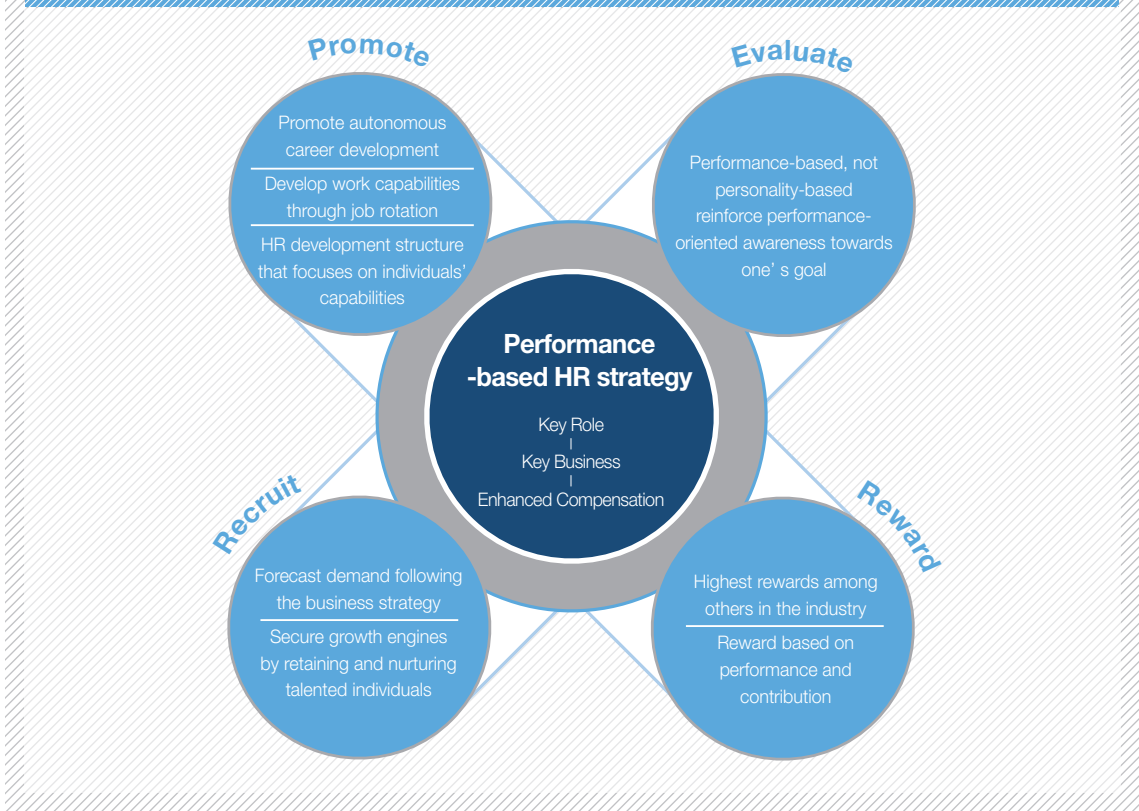 Promote
Promote autonomous
career development
Develop work capabilities
through job rotation
HR development structure
that focuses on individuals’
capabilities
Evaluate
Performance-based, not
personality-based
reinforce performance-
oriented awareness towards
one’ s goal
Performance
-based HR strategy
Key Role
Key Business
Enhanced Compensation
Recruit
Forecast demand following
the business strategy
Secure growth engines
by retaining and nurturing
talented individuals
Reward
Highest rewards among
others in the industry
Reward based on
performance and
contribution